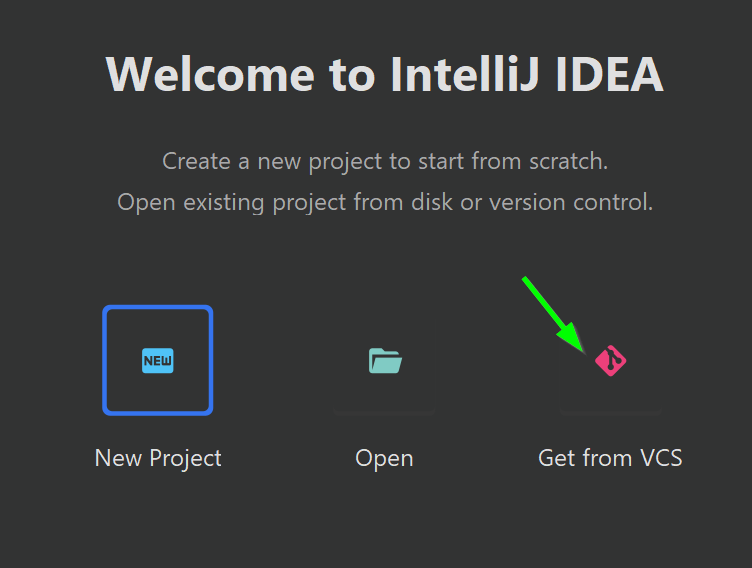 Welcome to IntelliJ IDEA
Create a new project to start from scratch.
Open existing project from disk or version control.
NEW
New Project
Open
Get from VCS